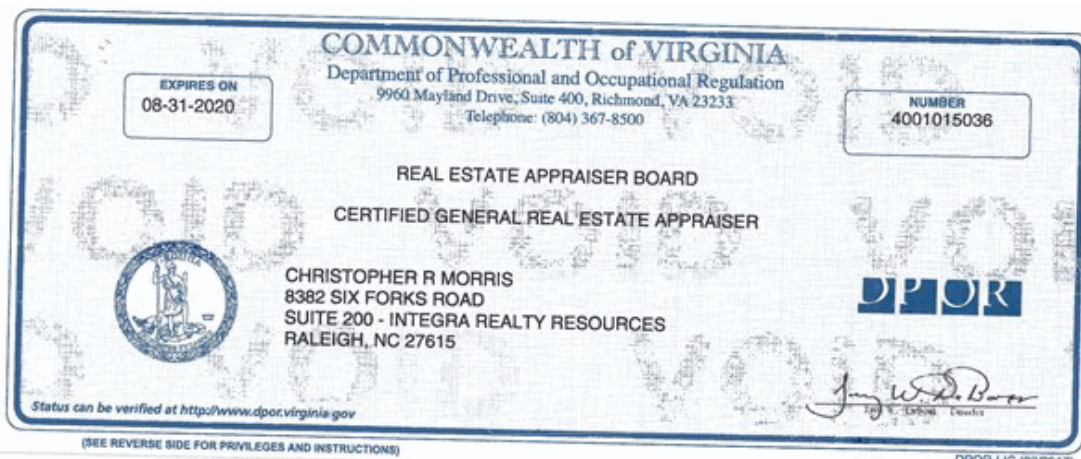 COMMONWEALTH of VIRGINIA
Department of Professional and Occupational Regulation
9960 Mayland Drive, Suite 400, Richmond, VA 23233
Telephone: (804) 367-8500
EXPIRES ON
08-31-2020
NUMBER
4001015036
REAL ESTATE APPRAISER BOARD
CERTIFIED GENERAL REAL ESTATE APPRAISER
CHRISTOPHER R MORRIS
8382 SIX FORKS ROAD
SUITE 200 - INTEGRA REALTY RESOURCES
RALEIGH, NC 27615
DPOR
VOID VOID VOID
Status can be verified at http://www.dpor.virginia.gov
(SEE REVERSE SIDE FOR PRIVILEGES AND INSTRUCTIONS)